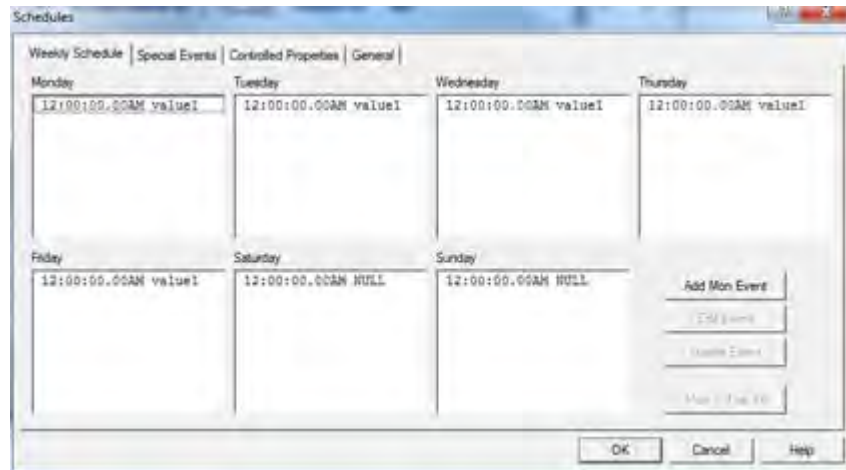 Schedules
Weekly Schedule Special Events Controlled Properties General
Monday Tuesday Wednesday Thursday
12:00:00.00AM value1 12:00:00.00AM value1 12:00:00.00AM value1 12:00:00.00AM value1
Friday Saturday Sunday
12:00:00.00AM value1 12:00:00.00AM NULL 12:00:00.00AM NULL
Add Mon Event
Edit Event
Delete Event
OK Cancel Help